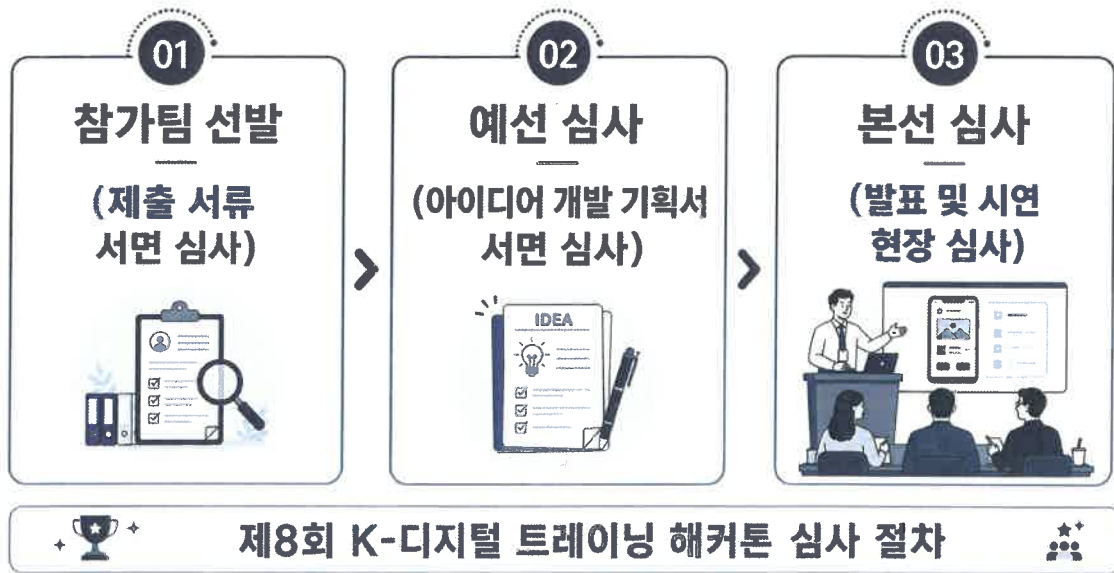 01
참가팀 선발
(제출 서류
서면 심사)
02
예선 심사
(아이디어 개발 기획서
서면 심사)
IDEA
03
본선 심사
(발표 및 시연
현장 심사)
제8회 K-디지털 트레이닝 해커톤 심사 절차